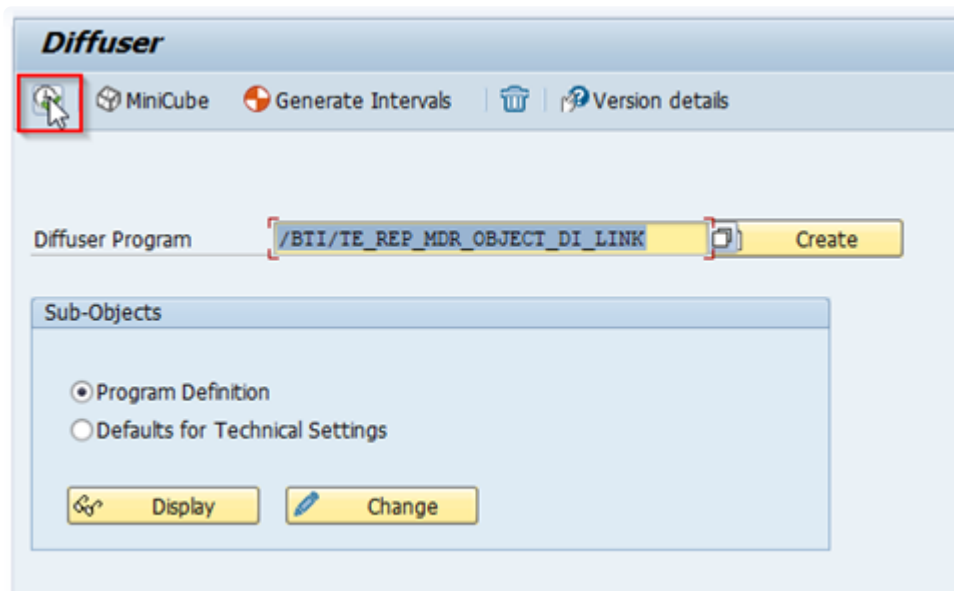 Diffuser
MiniCube Generate Intervals Version details
Diffuser Program /BTI/TE_REP_MDR_OBJECT_DI_LINK Create
Sub-Objects
Program Definition
Defaults for Technical Settings
Display Change